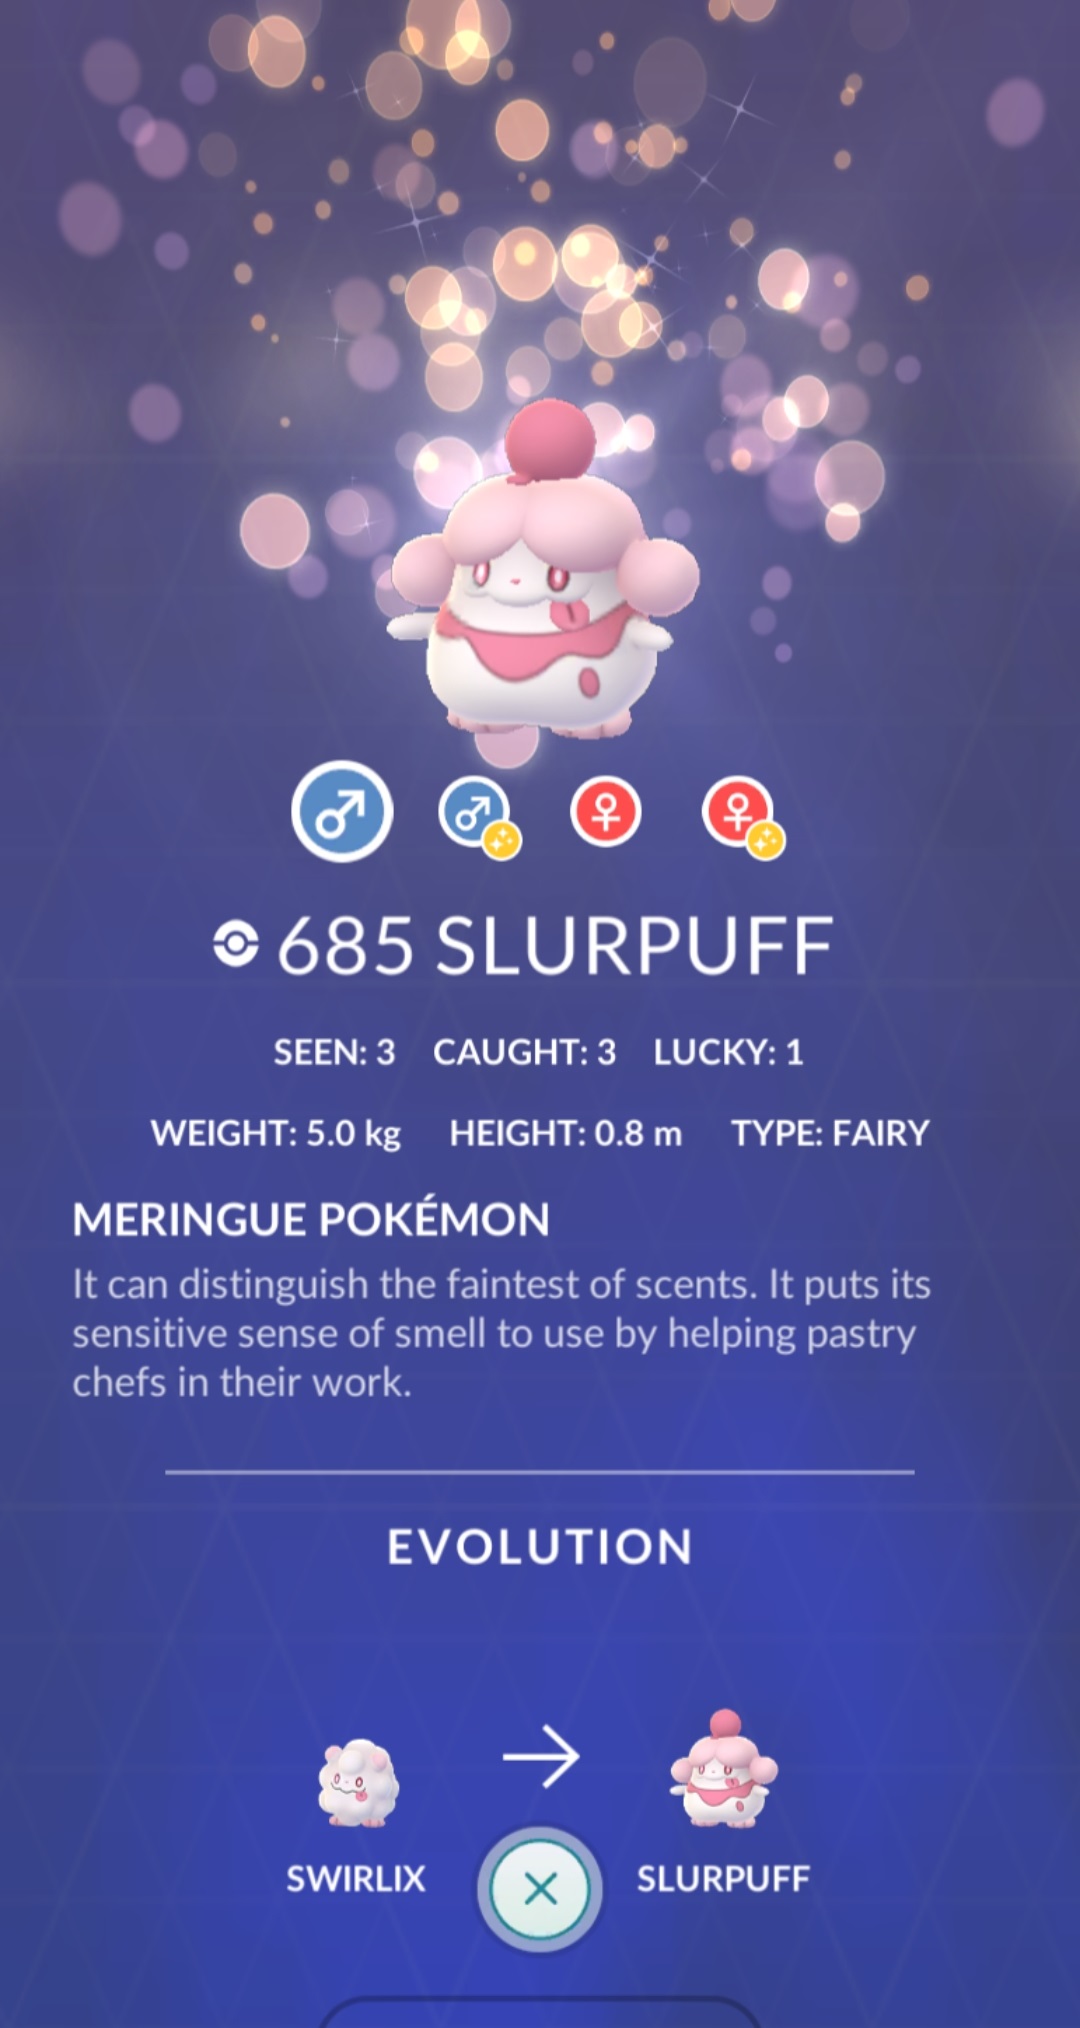 685 SLURPUFF
SEEN: 3 CAUGHT: 3 LUCKY: 1
WEIGHT: 5.0 kg HEIGHT: 0.8 m TYPE: FAIRY
MERINGUE POKÉMON
It can distinguish the faintest of scents. It puts its
sensitive sense of smell to use by helping pastry
chefs in their work.
EVOLUTION
SWIRLIX SLURPUFF